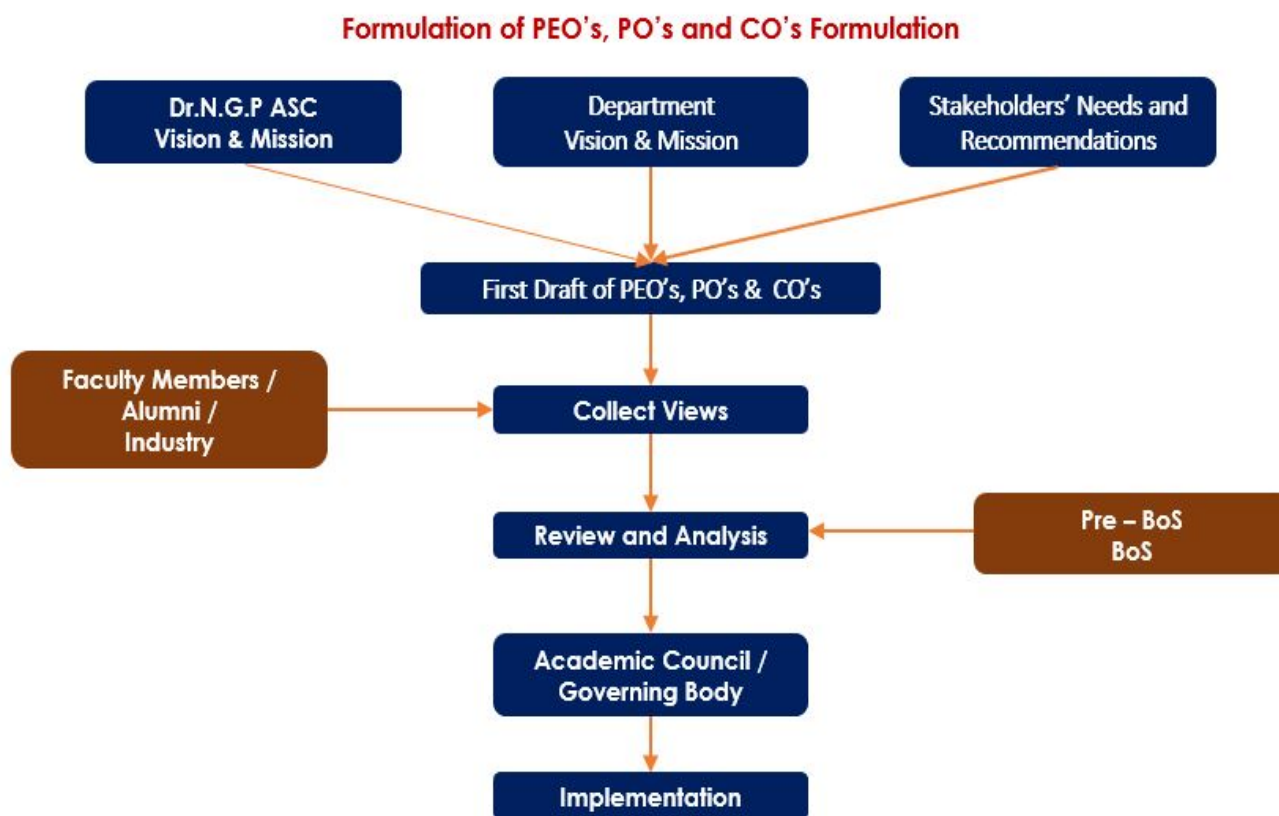 Formulation of PEO's, PO's and CO's Formulation
Dr.N.G.P ASC
Vision & Mission
Department
Vision & Mission
Stakeholders' Needs and
Recommendations
First Draft of PEO's, PO's & CO's
Faculty Members /
Alumni /
Industry
Collect Views
Review and Analysis
Pre – BoS
BoS
Academic Council /
Governing Body
Implementation